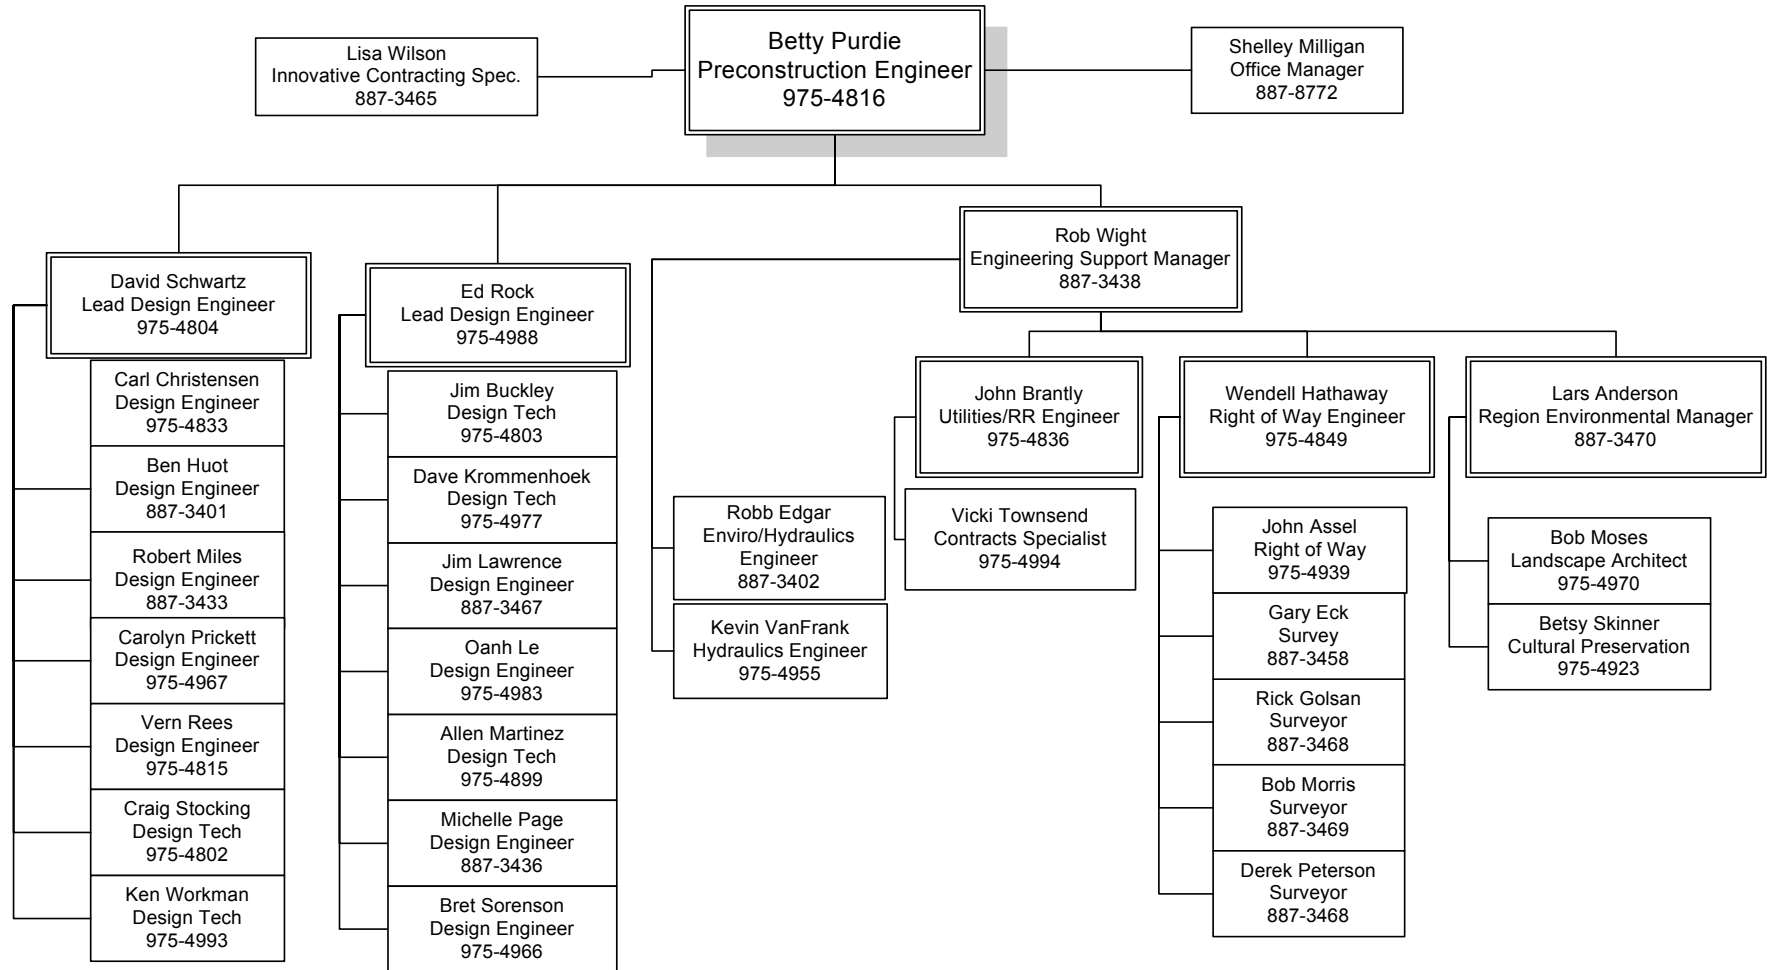 Betty Purdie
Preconstruction Engineer
975-4816
Lisa Wilson
Innovative Contracting Spec.
887-3465
Shelley Milligan
Office Manager
887-8772
David Schwartz
Lead Design Engineer
975-4804
Carl Christensen
Design Engineer
975-4833
Ben Huot
Design Engineer
887-3401
Robert Miles
Design Engineer
887-3433
Carolyn Prickett
Design Engineer
975-4967
Vern Rees
Design Engineer
975-4815
Craig Stocking
Design Tech
975-4802
Ken Workman
Design Tech
975-4993
Ed Rock
Lead Design Engineer
975-4988
Jim Buckley
Design Tech
975-4803
Dave Krommenhoek
Design Tech
975-4977
Jim Lawrence
Design Engineer
887-3467
Oanh Le
Design Engineer
975-4983
Allen Martinez
Design Tech
975-4899
Michelle Page
Design Engineer
887-3436
Bret Sorenson
Design Engineer
975-4966
Rob Wight
Engineering Support Manager
887-3438
Robb Edgar
Enviro/Hydraulics
Engineer
887-3402
Kevin VanFrank
Hydraulics Engineer
975-4955
John Brantly
Utilities/RR Engineer
975-4836
Vicki Townsend
Contracts Specialist
975-4994
Wendell Hathaway
Right of Way Engineer
975-4849
John Assel
Right of Way
975-4939
Gary Eck
Survey
887-3458
Rick Golsan
Surveyor
887-3468
Bob Morris
Surveyor
887-3469
Derek Peterson
Surveyor
887-3468
Lars Anderson
Region Environmental Manager
887-3470
Bob Moses
Landscape Architect
975-4970
Betsy Skinner
Cultural Preservation
975-4923